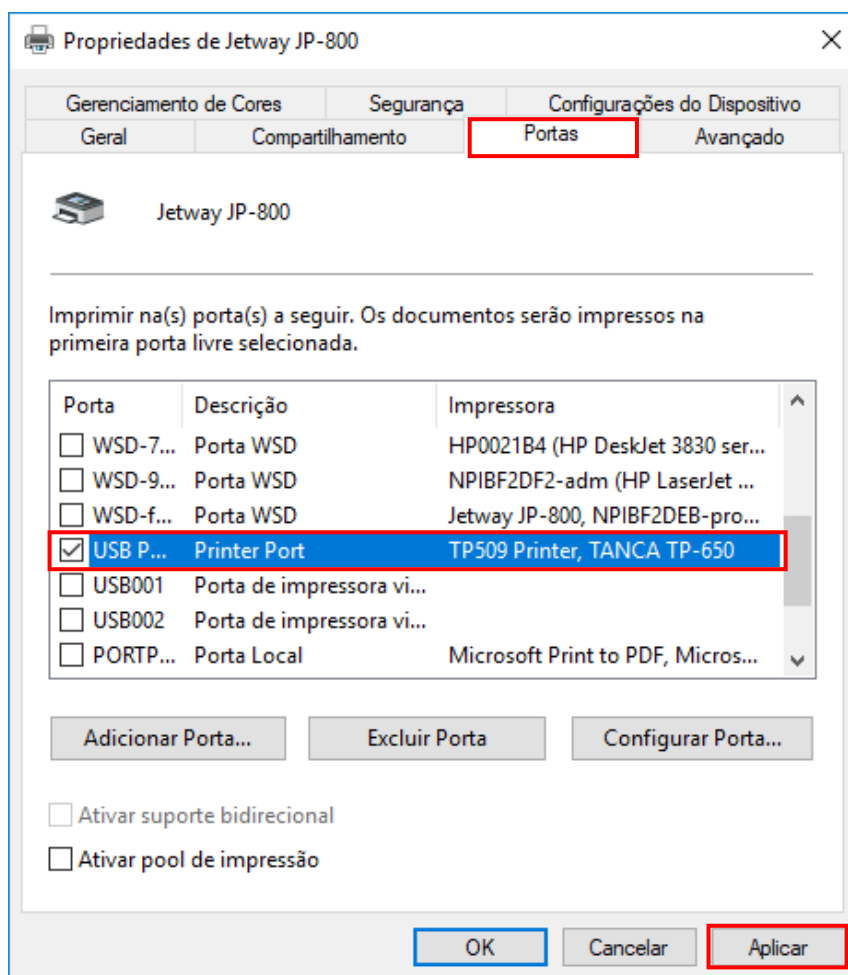 Propriedades de Jetway JP-800
Gerenciamento de Cores Segurança Configurações do Dispositivo
Geral Compartilhamento Portas Avançado
Jetway JP-800
Imprimir na(s) porta(s) a seguir. Os documentos serão impressos na
primeira porta livre selecionada.
Porta Descrição Impressora
WSD-7... Porta WSD HP0021B4 (HP DeskJet 3830 ser...
WSD-9... Porta WSD NPIBF2DF2-adm (HP LaserJet ...
WSD-f... Porta WSD Jetway JP-800, NPIBF2DEB-pro...
USB P... Printer Port TP509 Printer, TANCA TP-650
USB001 Porta de impressora vi...
USB002 Porta de impressora vi...
PORTP... Porta Local Microsoft Print to PDF, Micros...
Adicionar Porta... Excluir Porta Configurar Porta...
Ativar suporte bidirecional
Ativar pool de impressão
OK Cancelar Aplicar